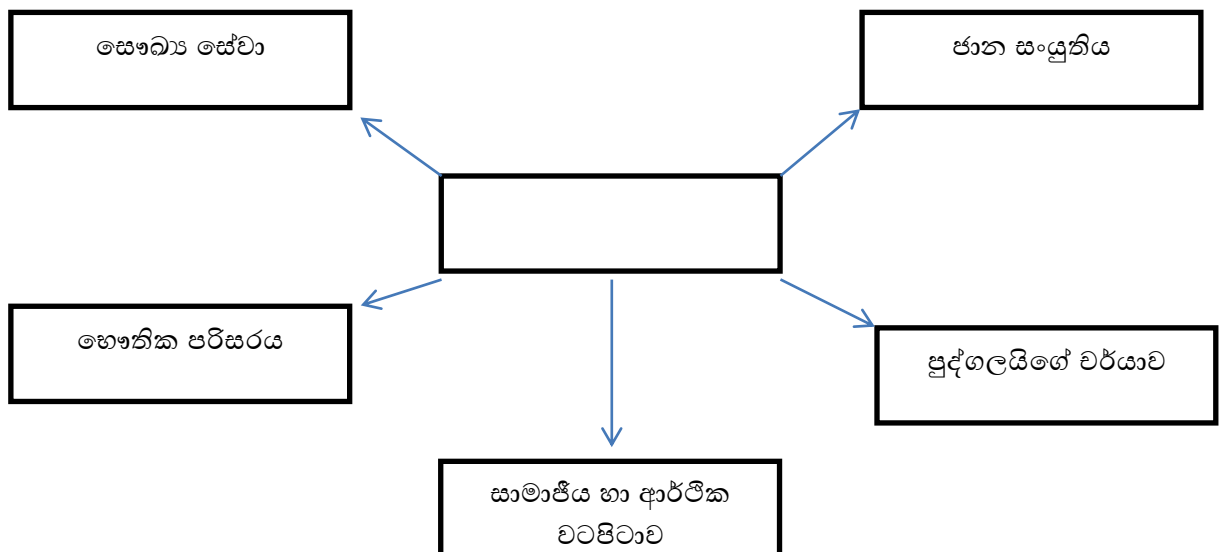 සෞඛ්‍ය සේවා
ජාන සංයුතිය
භෞතික පරිසරය
පුද්ගලයිගේ චර්යාව
සාමාජීය හා ආර්ථික
වටපිටාව